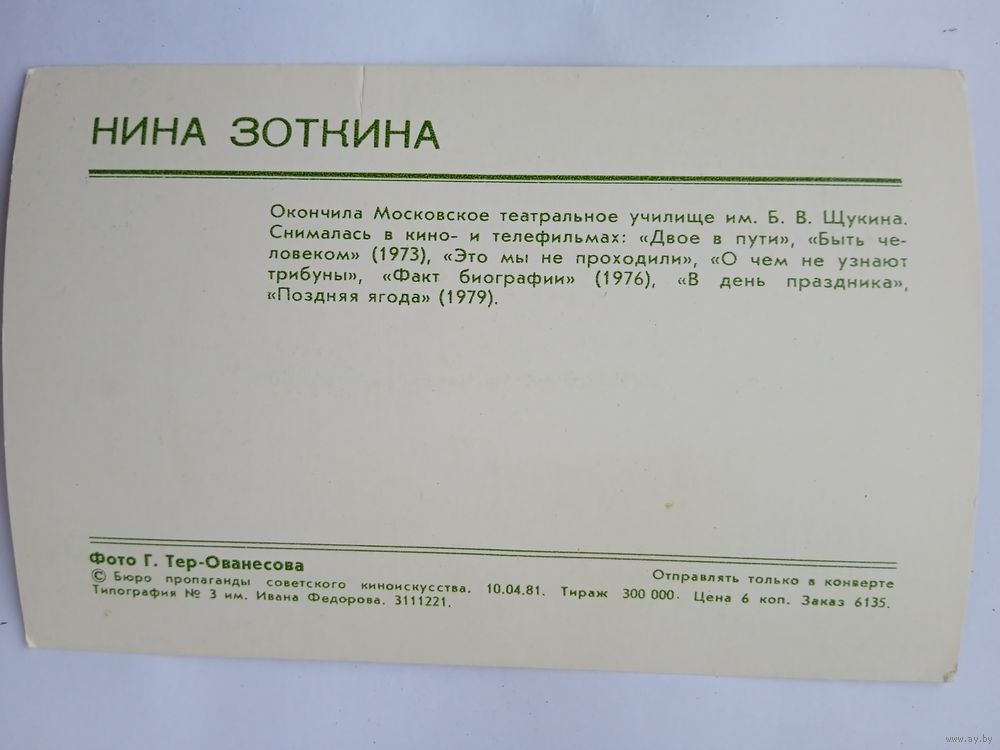 НИНА ЗОТКИНА
Окончила Московское театральное училище им. Б. В. Щукина.
Снималась в кино- и телефильмах: «Двое в пути», «Быть че-
ловеком» (1973), «Это мы не проходили», «О чем не узнают
трибуны», «Факт биографии» (1976), «В день праздника»,
«Поздняя ягода» (1979).
Фото Г. Тер-Ованесова
Отправлять только в конверте
© Бюро пропаганды советского киноискусства. 10.04.81. Тираж 300 000. Цена 6 коп. Заказ 6135.
Типография № 3 им. Ивана Федорова. 3111221.
www.ay.by